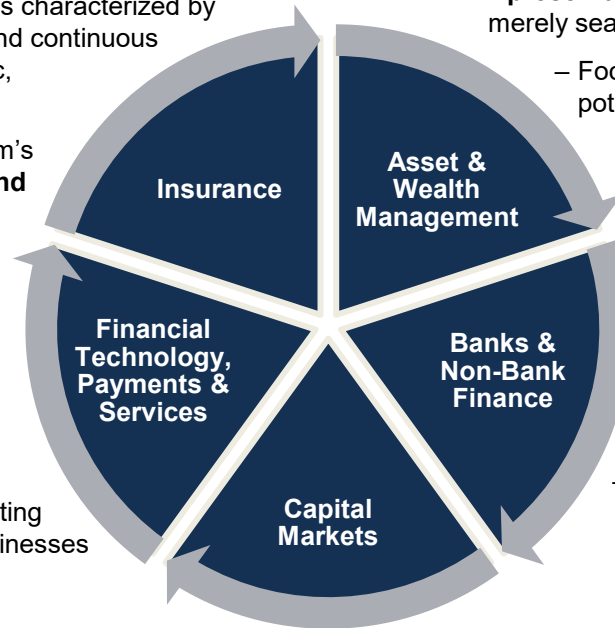 s characterized by
nd continuous
merely sea
– Foc
pot
m's
nd
Insurance
Asset &
Wealth
Management
Financial
Technology,
Payments &
Services
Banks &
Non-Bank
Finance
Capital
Markets
ting
inesses